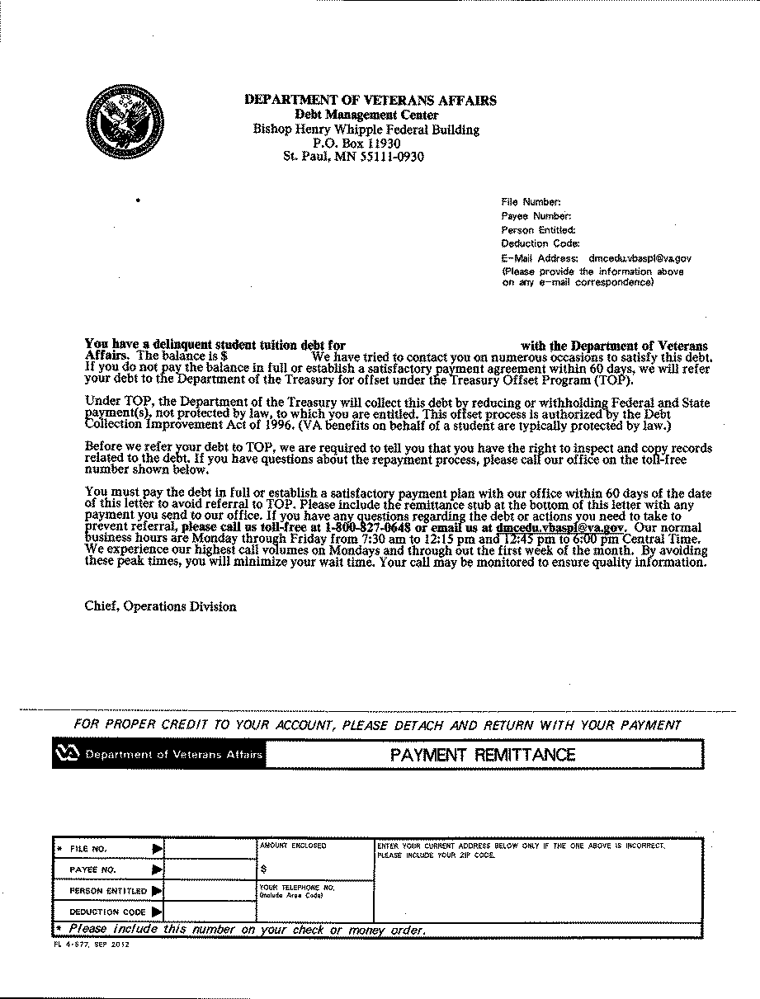 DEPARTMENT OF VETERANS AFFAIRS
Debt Management Center
Bishop Henry Whipple Federal Building
P.O. Box 11930
St. Paul, MN 55111-0930
File Number:
Payee Number:
Person Entitled:
Deduction Code:
E-Mail Address: dmcedu.vbaspl@va.gov
(Please provide the information above
on any e-mail correspondence)
You have a delinquent student tuition debt for with the Department of Veterans
Affairs. The balance is $ We have tried to contact you on numerous occasions to satisfy this debt.
If you do not pay the balance in full or establish a satisfactory payment agreement within 60 days, we will refer
your debt to the Department of the Treasury for offset under the Treasury Offset Program (TOP).
Under TOP, the Department of the Treasury will collect this debt by reducing or withholding Federal and State
payment(s), not protected by law, to which you are entitled. This offset process is authorized by the Debt
Collection Improvement Act of 1996. (VA benefits on behalf of a student are typically protected by law.)
Before we refer your debt to TOP, we are required to tell you that you have the right to inspect and copy records
related to the debt. If you have questions about the repayment process, please call our office on the toll-free
number shown below.
You must pay the debt in full or establish a satisfactory payment plan with our office within 60 days of the date
of this letter to avoid referral to TOP. Please include the remittance stub at the bottom of this letter with any
payment you send to our office. If you have any questions regarding the debt or actions you need to take to
prevent referral, please call us toll-free at 1-800-827-0648 or email us at dmcedu.vbaspl@va.gov. Our normal
business hours are Monday through Friday from 7:30 am to 12:15 pm and 12:45 pm to 6:00 pm Central Time.
We experience our highest call volumes on Mondays and through out the first week of the month. By avoiding
these peak times, you will minimize your wait time. Your call may be monitored to ensure quality information.
Chief, Operations Division
FOR PROPER CREDIT TO YOUR ACCOUNT, PLEASE DETACH AND RETURN WITH YOUR PAYMENT
Department of Veterans Affairs
PAYMENT REMITTANCE
* FILE NO.
PAYEE NO.
PERSON ENTITLED
DEDUCTION CODE
AMOUNT ENCLOSED
$
YOUR TELEPHONE NO.
(Include Area Code)
ENTER YOUR CURRENT ADDRESS BELOW ONLY IF THE ONE ABOVE IS INCORRECT.
PLEASE INCLUDE YOUR ZIP CODE.
* Please include this number on your check or money order.
FL 4-577, SEP 2012